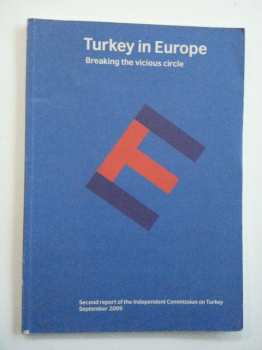 Turkey in Europe
Breaking the vicious circle
Second report of the Independent Commission on Turkey
September 2009